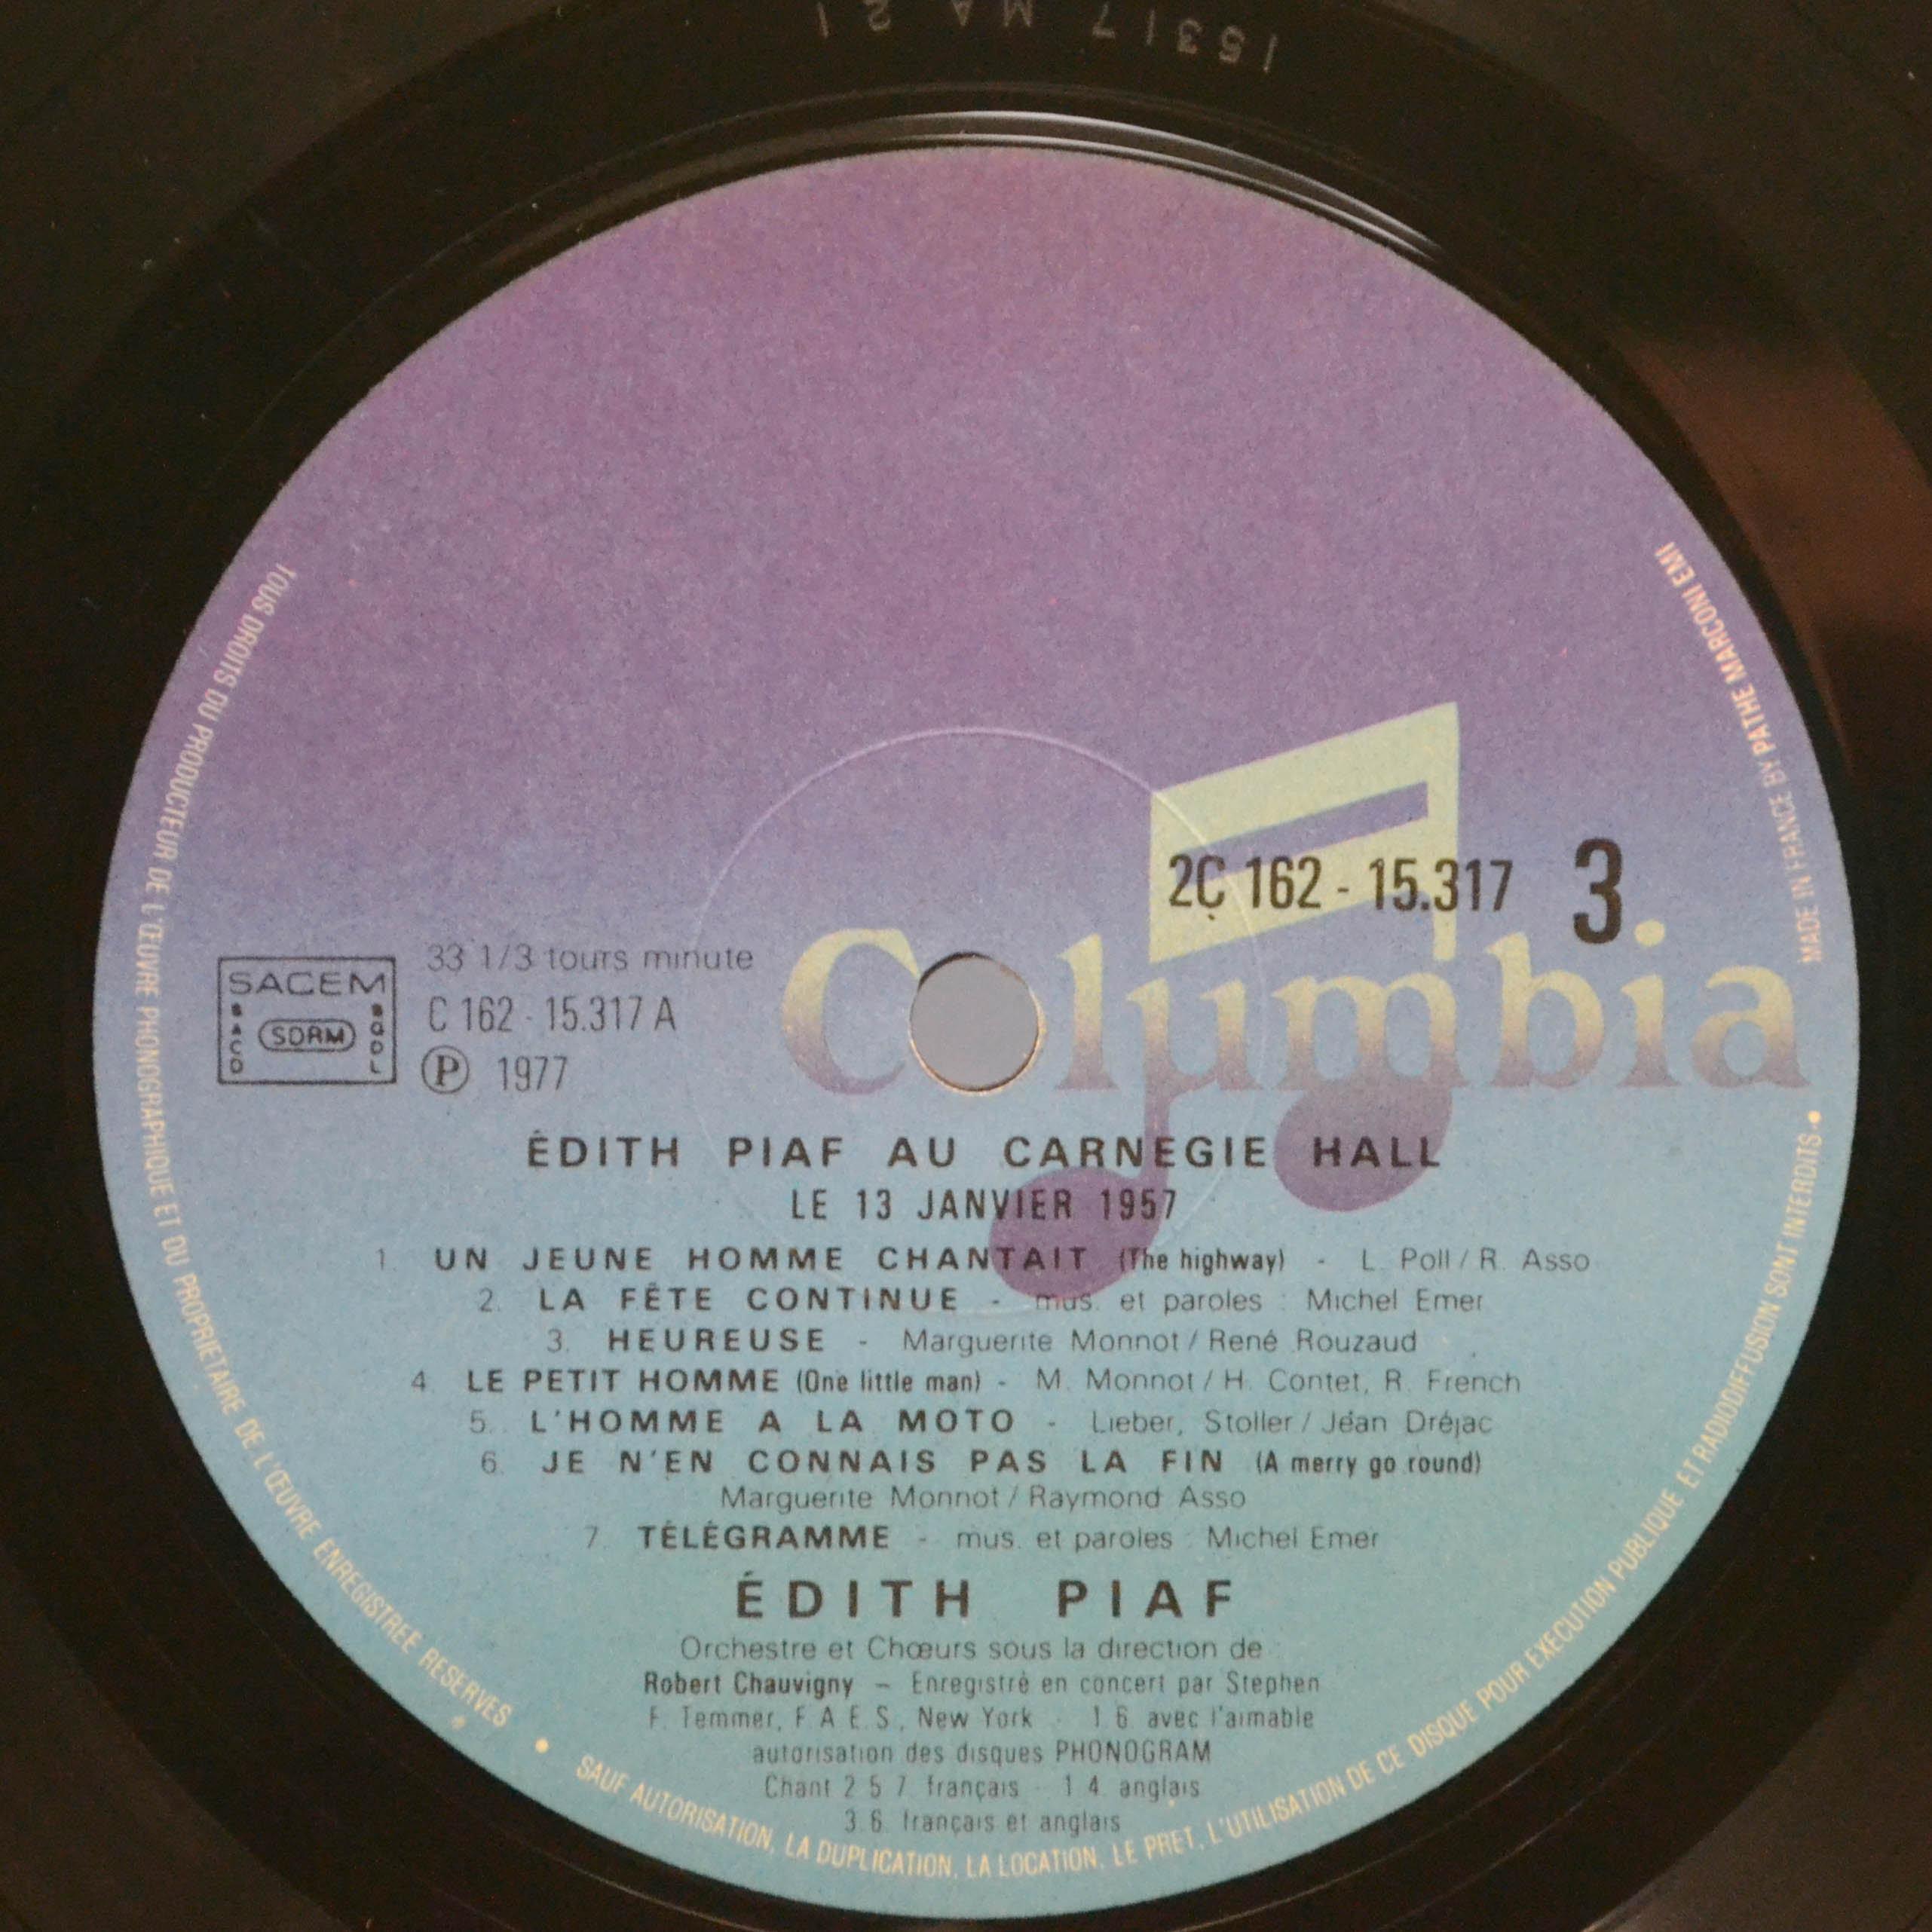 15317 MA 21
TOUS DROITS DU PRODUCTEUR DE L'ŒUVRE PHONOGRAPHIQUE ET DU PROPRIETAIRE DE L'ŒUVRE ENREGISTREE RESERVES • SAUF AUTORISATION, LA DUPLICATION, LA LOCATION, LE PRET, L'UTILISATION DE CE DISQUE POUR EXECUTION PUBLIQUE ET RADIODIFFUSION SONT INTERDITS •
MADE IN FRANCE BY PATHE MARCONI EMI
2C 162 - 15.317 3
Columbia
SACEM
SACD
SDRM
BGDL
33 1/3 tours minute
C 162 - 15.317 A
Ⓟ 1977
ÉDITH PIAF AU CARNEGIE HALL
LE 13 JANVIER 1957
1. UN JEUNE HOMME CHANTAIT (The highway) - L. Poll / R. Asso
2. LA FÊTE CONTINUE - mus. et paroles : Michel Emer
3. HEUREUSE - Marguerite Monnot / René Rouzaud
4. LE PETIT HOMME (One little man) - M. Monnot / H. Contet, R. French
5. L'HOMME A LA MOTO - Lieber, Stoller / Jean Dréjac
6. JE N'EN CONNAIS PAS LA FIN (A merry go round)
Marguerite Monnot / Raymond Asso
7. TÉLÉGRAMME - mus. et paroles : Michel Emer
ÉDITH PIAF
Orchestre et Chœurs sous la direction de
Robert Chauvigny - Enregistré en concert par Stephen
F. Temmer, F.A.E.S., New York - 1.6. avec l'aimable
autorisation des disques PHONOGRAM
Chant 2.5.7. français - 1.4. anglais
3.6. français et anglais